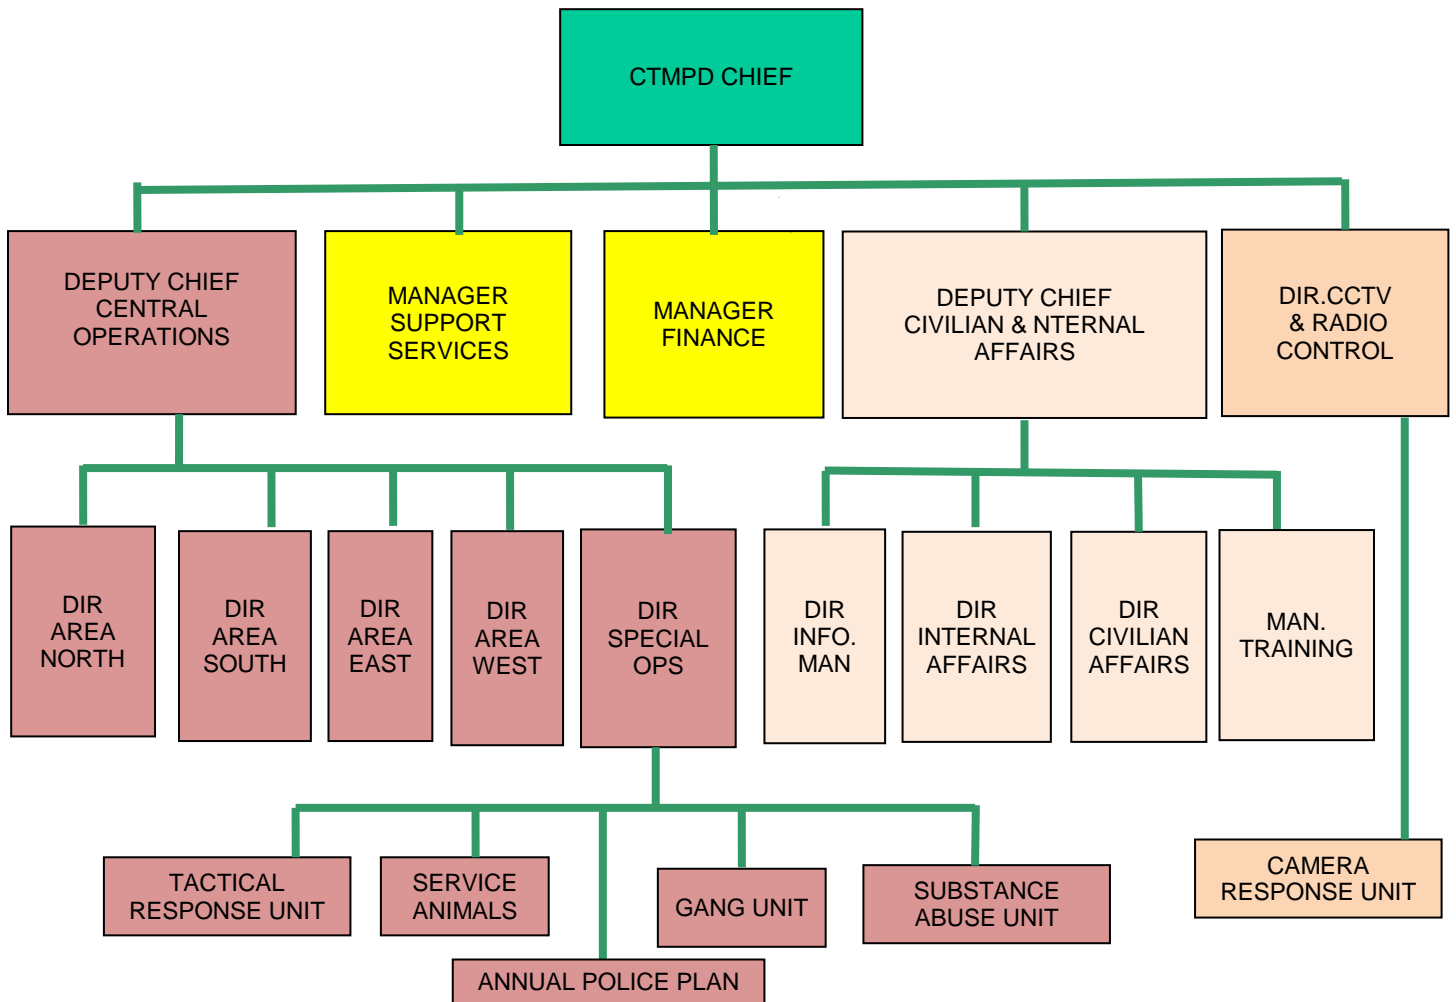 CTMPD CHIEF
DEPUTY CHIEF
CENTRAL
OPERATIONS
MANAGER
SUPPORT
SERVICES
MANAGER
FINANCE
DEPUTY CHIEF
CIVILIAN & NTERNAL
AFFAIRS
DIR.CCTV
& RADIO
CONTROL
DIR
AREA
NORTH
DIR
AREA
SOUTH
DIR
AREA
EAST
DIR
AREA
WEST
DIR
SPECIAL
OPS
DIR
INFO.
MAN
DIR
INTERNAL
AFFAIRS
DIR
CIVILIAN
AFFAIRS
MAN.
TRAINING
TACTICAL
RESPONSE UNIT
SERVICE
ANIMALS
GANG UNIT
SUBSTANCE
ABUSE UNIT
CAMERA
RESPONSE UNIT
ANNUAL POLICE PLAN